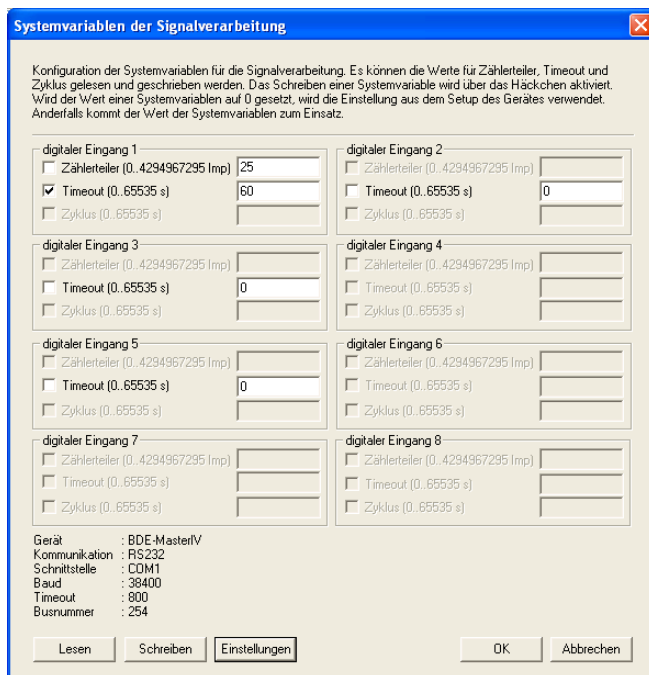 Systemvariablen der Signalverarbeitung
Konfiguration der Systemvariablen für die Signalverarbeitung. Es können die Werte für Zählerteiler, Timeout und
Zyklus gelesen und geschrieben werden. Das Schreiben einer Systemvariable wird über das Häckchen aktiviert.
Wird der Wert einer Systemvariablen auf 0 gesetzt, wird die Einstellung aus dem Setup des Gerätes verwendet.
Anderfalls kommt der Wert der Systemvariablen zum Einsatz.
digitaler Eingang 1
Zählerteiler (0..4294967295 Imp) 25
Timeout (0..65535 s) 60
Zyklus (0..65535 s)
digitaler Eingang 2
Zählerteiler (0..4294967295 Imp)
Timeout (0..65535 s) 0
Zyklus (0..65535 s)
digitaler Eingang 3
Zählerteiler (0..4294967295 Imp)
Timeout (0..65535 s) 0
Zyklus (0..65535 s)
digitaler Eingang 4
Zählerteiler (0..4294967295 Imp)
Timeout (0..65535 s)
Zyklus (0..65535 s)
digitaler Eingang 5
Zählerteiler (0..4294967295 Imp)
Timeout (0..65535 s) 0
Zyklus (0..65535 s)
digitaler Eingang 6
Zählerteiler (0..4294967295 Imp)
Timeout (0..65535 s)
Zyklus (0..65535 s)
digitaler Eingang 7
Zählerteiler (0..4294967295 Imp)
Timeout (0..65535 s)
Zyklus (0..65535 s)
digitaler Eingang 8
Zählerteiler (0..4294967295 Imp)
Timeout (0..65535 s)
Zyklus (0..65535 s)
Gerät : BDE-MasterIV
Kommunikation : RS232
Schnittstelle : COM1
Baud : 38400
Timeout : 800
Busnummer : 254
Lesen Schreiben Einstellungen OK Abbrechen